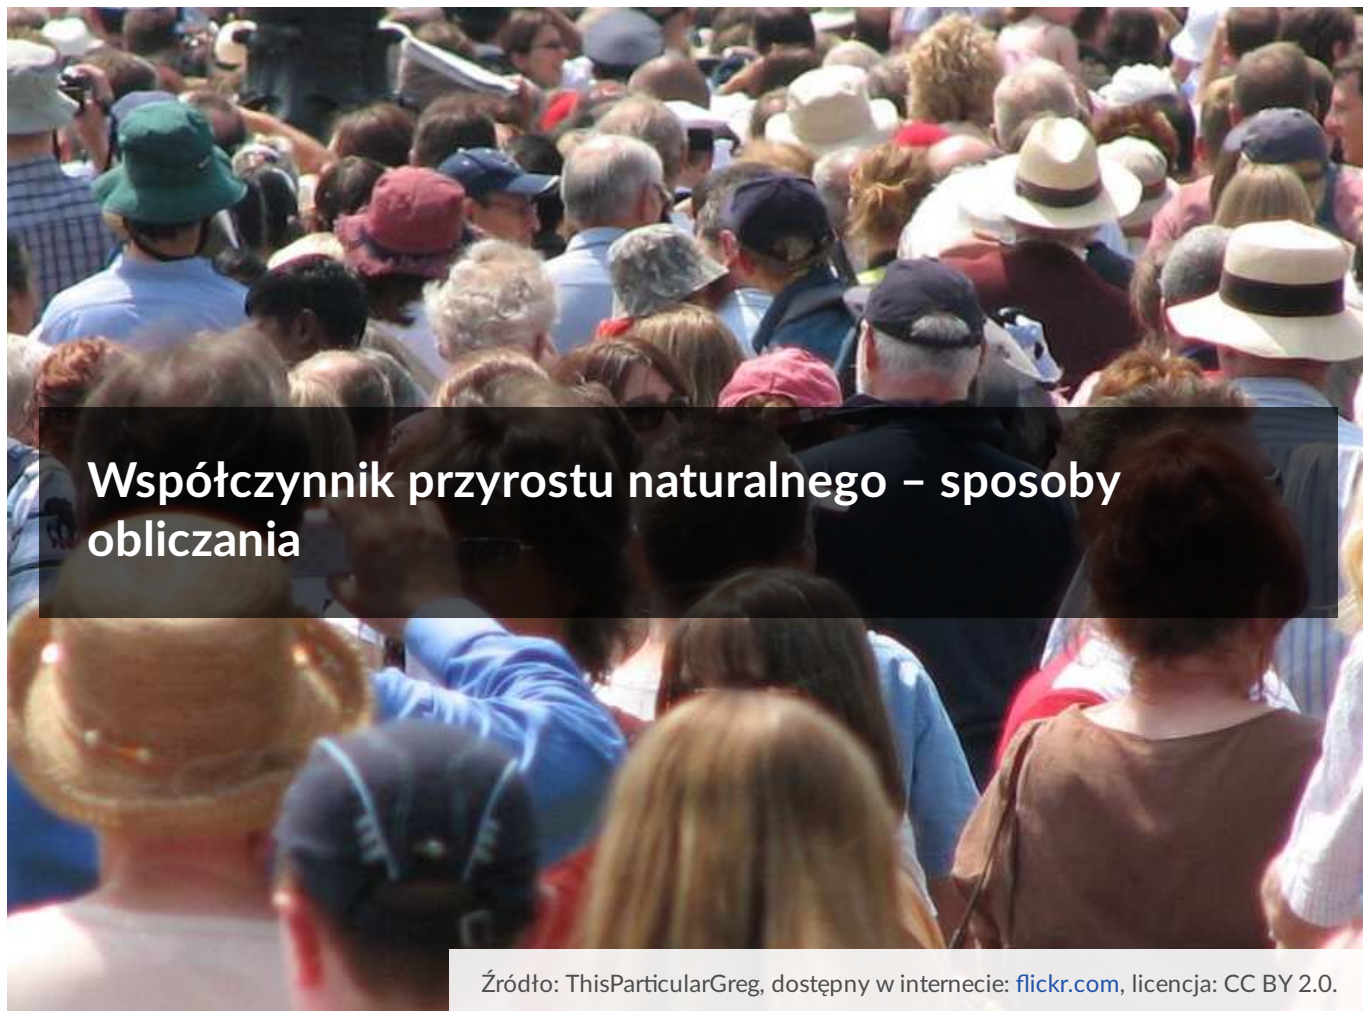 Współczynnik przyrostu naturalnego – sposoby
obliczania
Źródło: ThisParticularGreg, dostępny w internecie: flickr.com, licencja: CC BY 2.0.